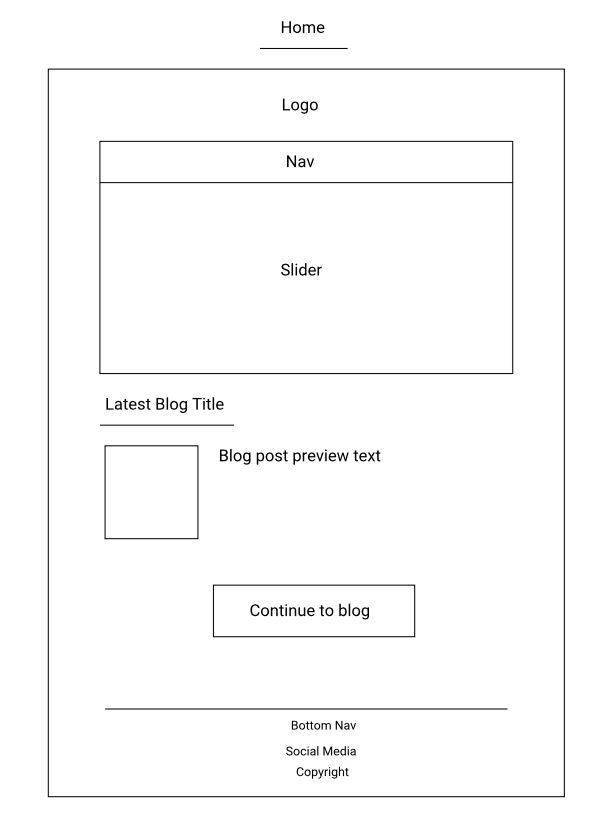 Home
Logo
Nav
Slider
Latest Blog Title
Blog post preview text
Continue to blog
Bottom Nav
Social Media
Copyright